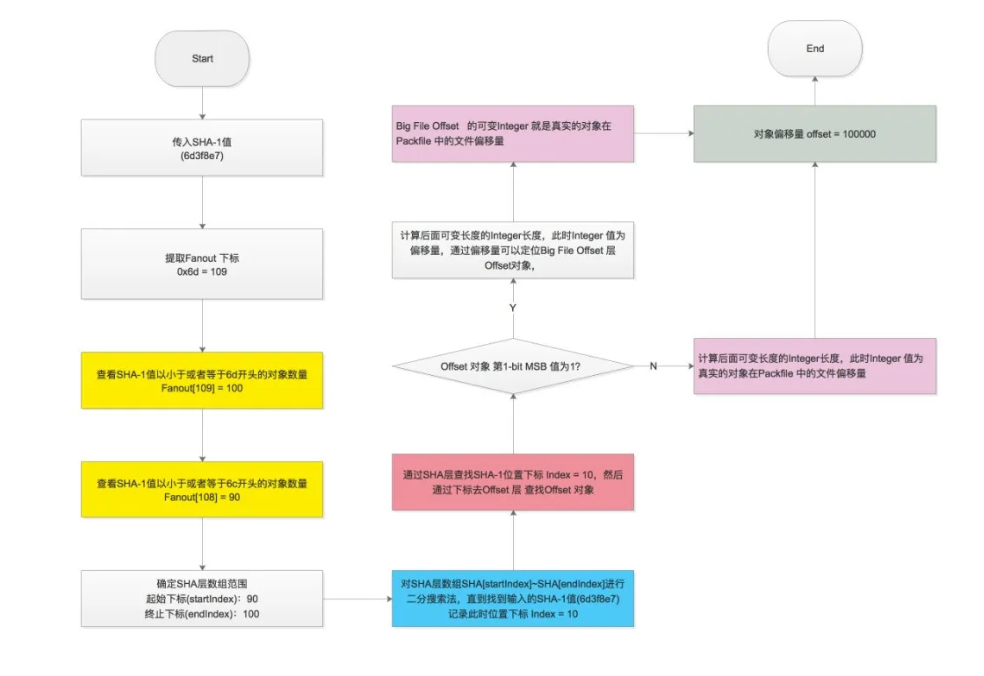 Start
传入SHA-1值
(6d3f8e7)
提取Fanout 下标
0x6d = 109
查看SHA-1值以小于或者等于6d开头的对象数量
Fanout[109] = 100
查看SHA-1值以小于或者等于6c开头的对象数量
Fanout[108] = 90
确定SHA层数组范围
起始下标(startIndex)：90
终止下标(endIndex)：100
对SHA层数组SHA[startIndex]~SHA[endIndex]进行
二分搜索法，直到找到输入的SHA-1值(6d3f8e7)
记录此时位置下标 Index = 10
通过SHA层查找SHA-1位置下标 Index = 10，然后
通过下标去Offset 层 查找Offset 对象
Offset 对象 第1-bit MSB 值为1?
Y
计算后面可变长度的Integer长度，此时Integer 值为
偏移量，通过偏移量可以定位Big File Offset 层
Offset对象，
Big File Offset 的可变Integer 就是真实的对象在
Packfile 中的文件偏移量
N
计算后面可变长度的Integer长度，此时Integer 值为
真实的对象在Packfile 中的文件偏移量
对象偏移量 offset = 100000
End